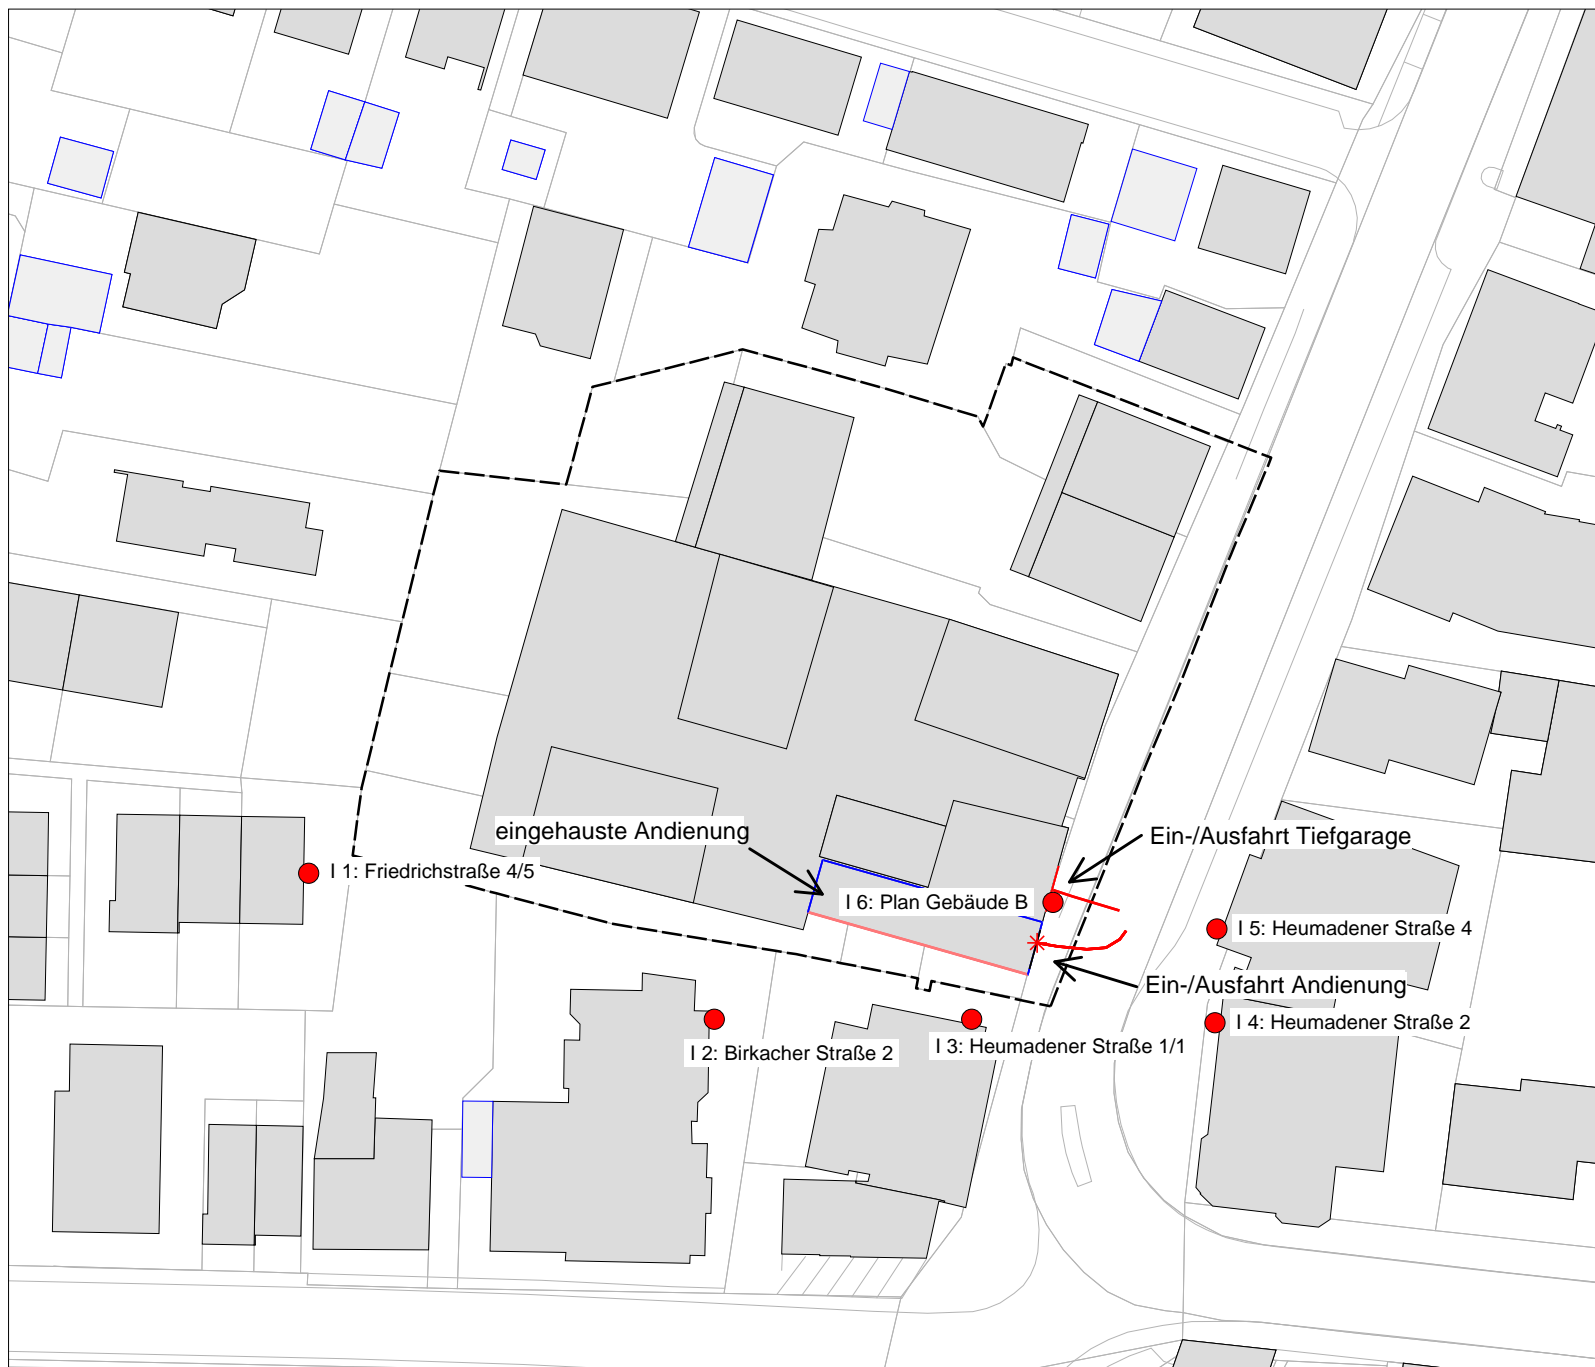 eingehauste Andienung
Ein-/Ausfahrt Tiefgarage
I 1: Friedrichstraße 4/5
I 6: Plan Gebäude B
I 5: Heumadener Straße 4
Ein-/Ausfahrt Andienung
I 4: Heumadener Straße 2
I 2: Birkacher Straße 2
I 3: Heumadener Straße 1/1